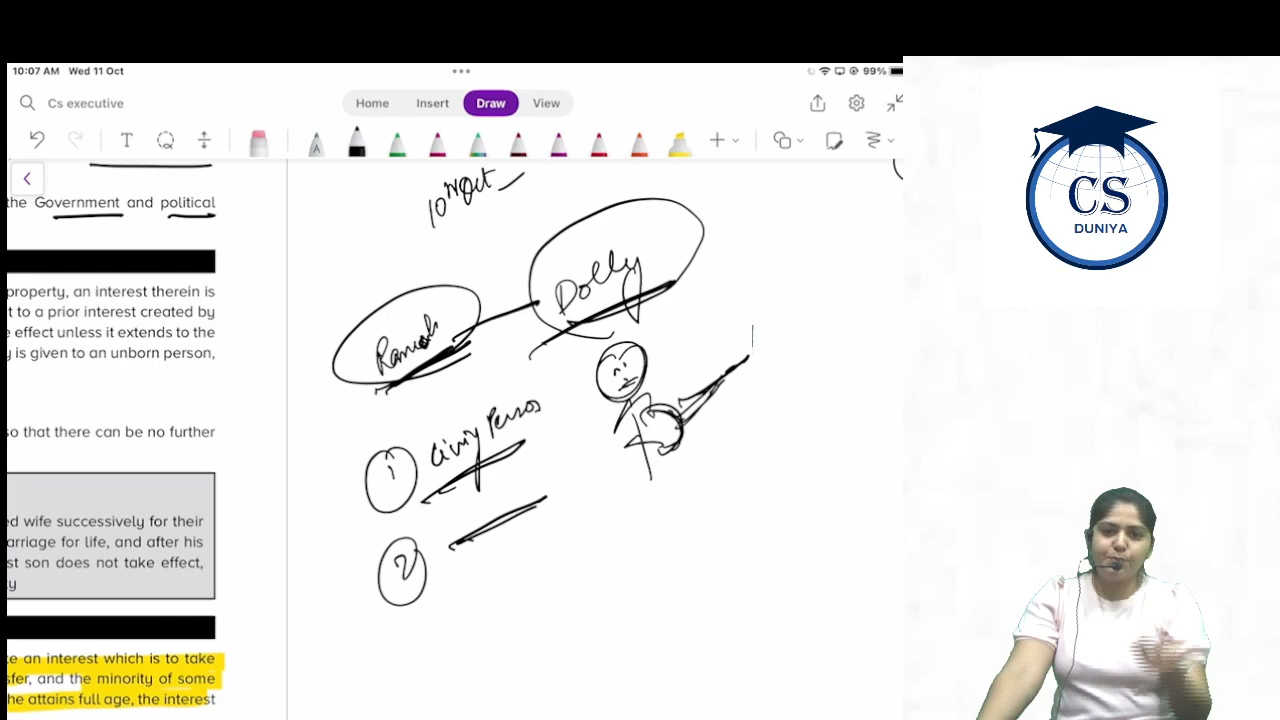 10:07 AM Wed 11 Oct
99%
Cs executive
Home Insert Draw View
the Government and political
property, an interest therein is
t to a prior interest created by
e effect unless it extends to the
y is given to an unborn person,
so that there can be no further
ed wife successively for their
arriage for life, and after his
st son does not take effect,
y
te an interest which is to take
sfer, and the minority of some
he attains full age, the interest
10th Oct
Dolly
Ramesh
1 Living Person
2
CS
DUNIYA